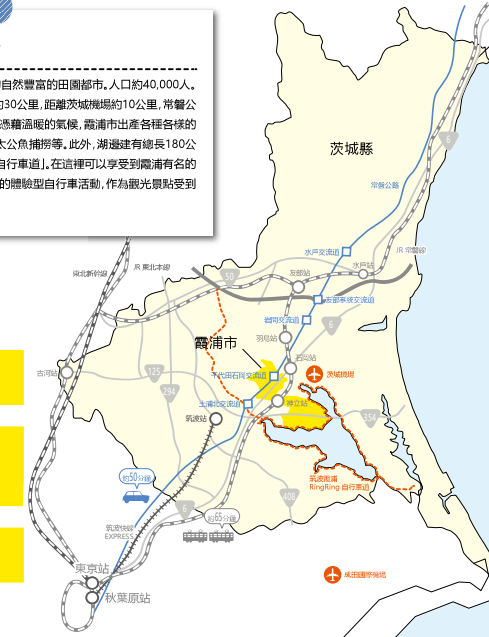 自然豐富的田園都市。人口約40,000人。
約30公里，距離茨城機場約10公里，常磐公
憑藉溫暖的氣候，霞浦市出產各種各樣的
太公魚捕撈等。此外，湖邊建有總長180公
自行車道」。在這裡可以享受到霞浦有名的
的體驗型自行車活動，作為觀光景點受到
茨城縣
常磐公路
水戶交流道
水戶站
JR 常磐線
東北新幹線
JR 東北本線
50
友部站
友部事故交流道
岩間交流道
6
羽鳥站
霞浦市
石岡站
古河站
125
千代田石岡交流道
茨城機場
294
土浦北交流道
神立站
筑波站
354
約50分鐘
筑波霞浦
RingRing 自行車道
408
6
約65分鐘
筑波快線
EXPRESS
東京站
秋葉原站
成田國際機場